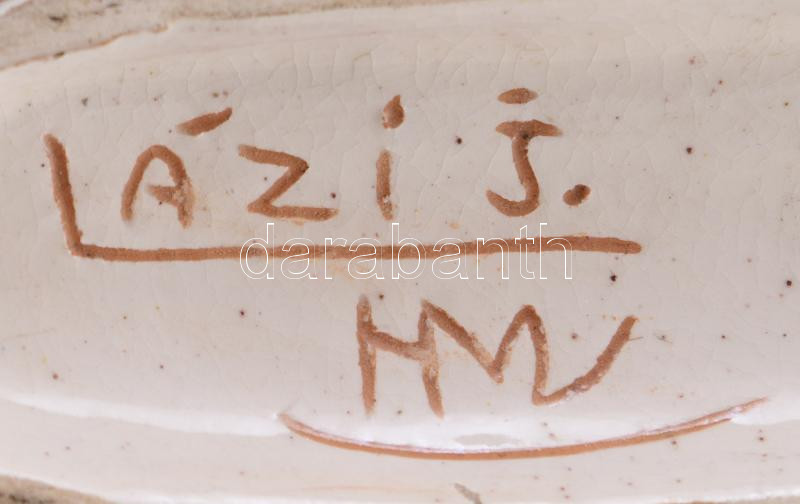 LÁZI J.
darabanth
HMV